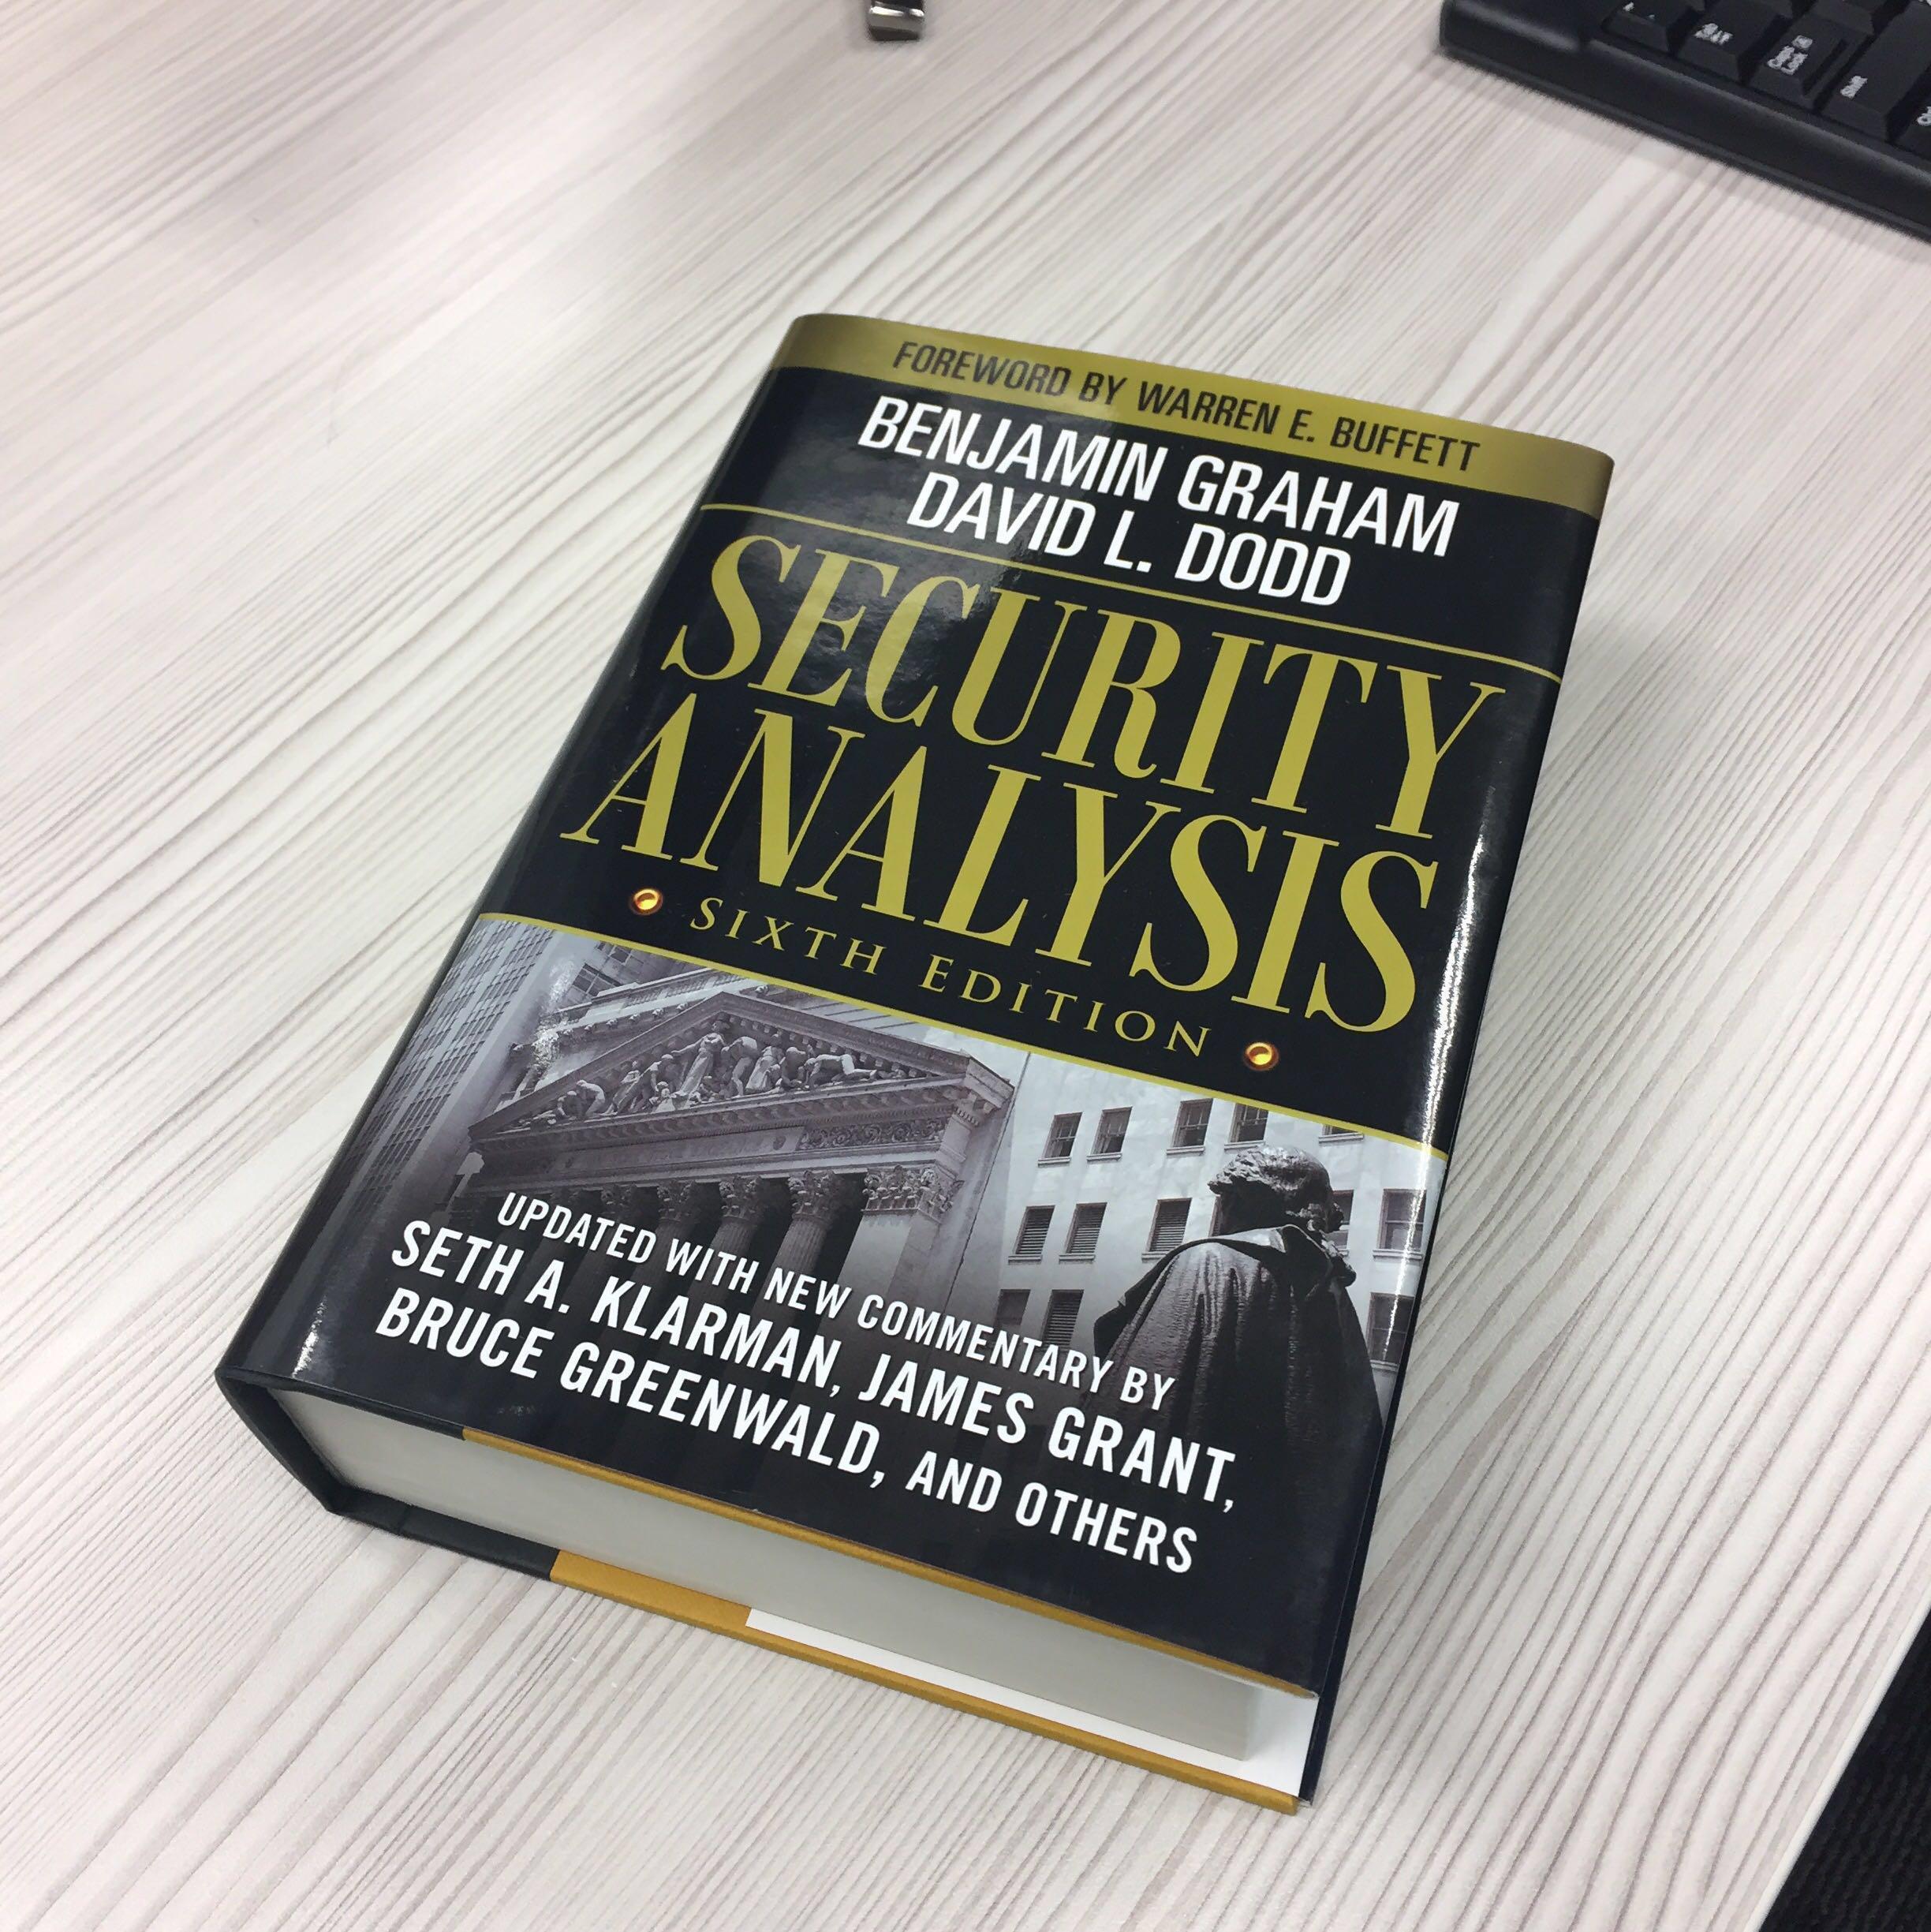 FOREWORD BY WARREN E. BUFFETT
BENJAMIN GRAHAM
DAVID L. DODD
SECURITY
ANALYSIS
SIXTH EDITION
UPDATED WITH NEW COMMENTARY BY
SETH A. KLARMAN, JAMES GRANT,
BRUCE GREENWALD, AND OTHERS